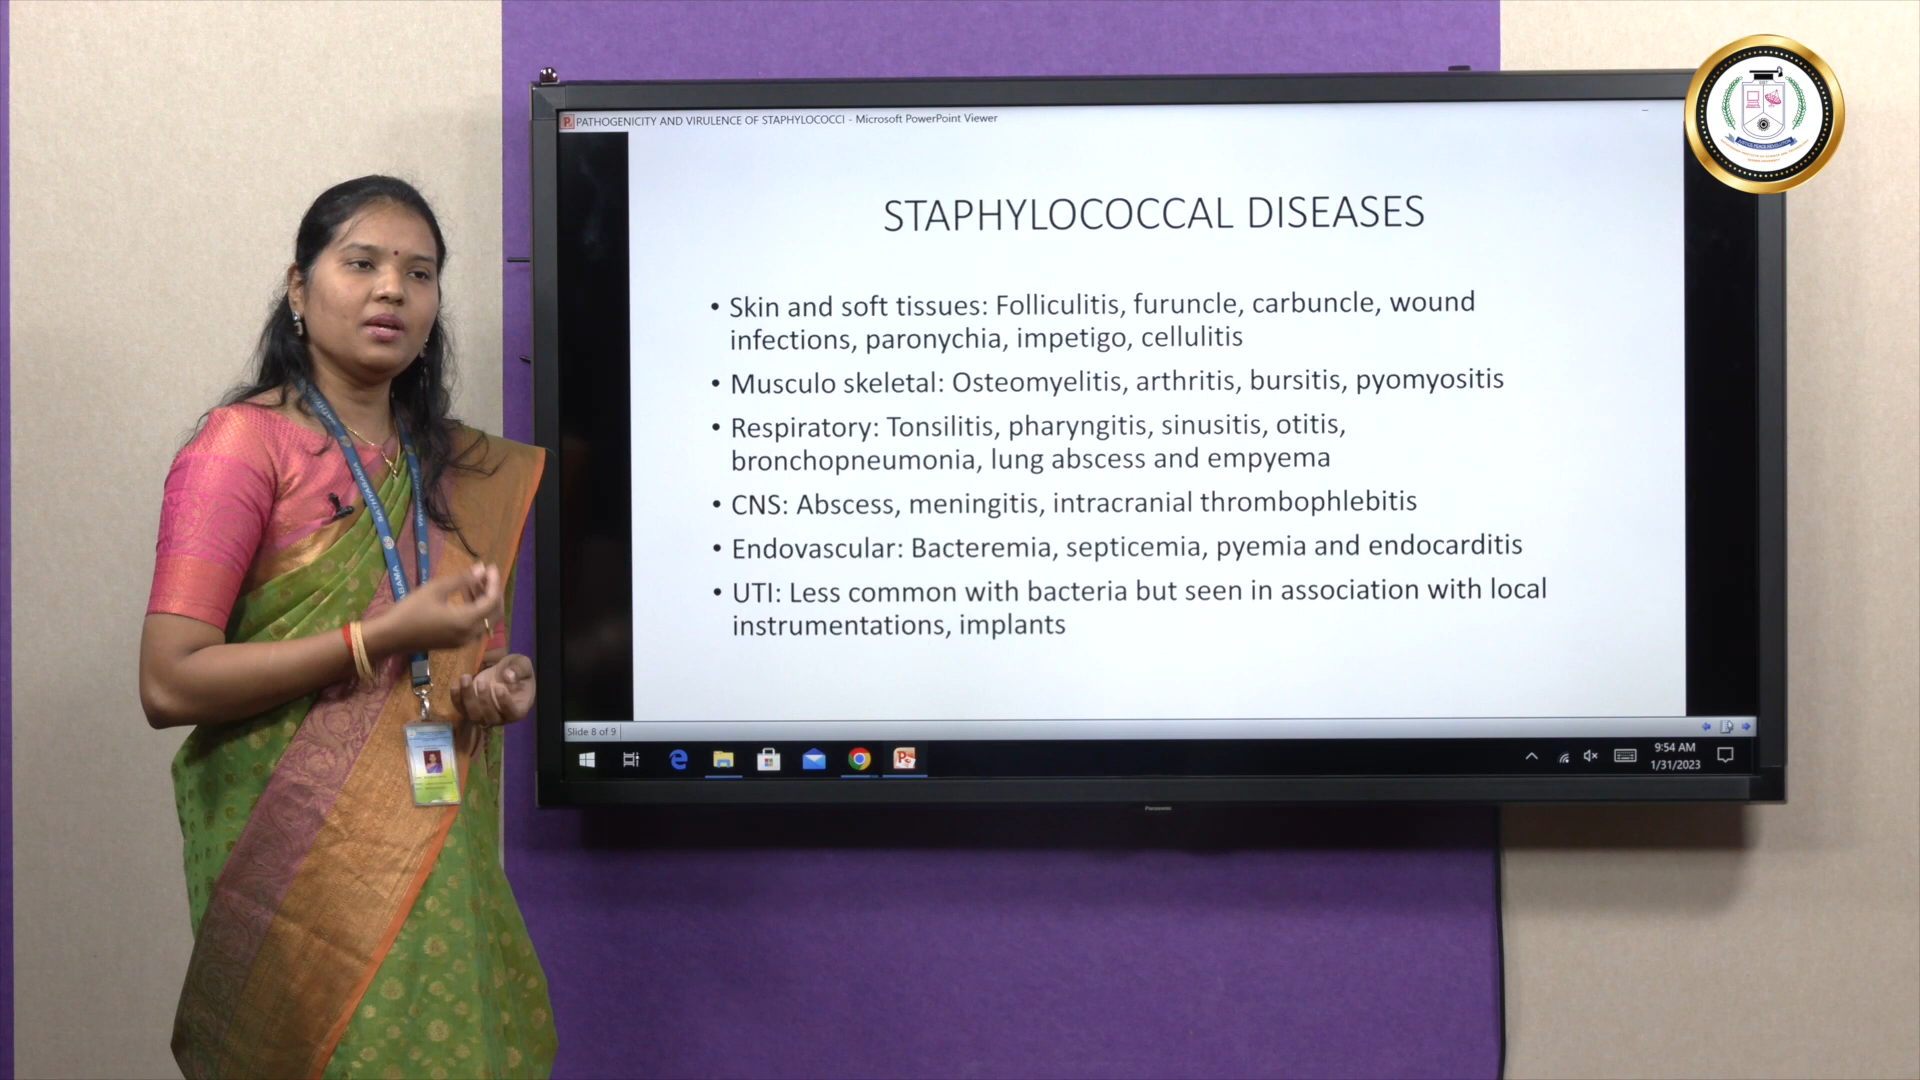 PATHOGENICITY AND VIRULENCE OF STAPHYLOCOCCI - Microsoft PowerPoint Viewer
STAPHYLOCOCCAL DISEASES
• Skin and soft tissues: Folliculitis, furuncle, carbuncle, wound
infections, paronychia, impetigo, cellulitis
• Musculo skeletal: Osteomyelitis, arthritis, bursitis, pyomyositis
• Respiratory: Tonsilitis, pharyngitis, sinusitis, otitis,
bronchopneumonia, lung abscess and empyema
• CNS: Abscess, meningitis, intracranial thrombophlebitis
• Endovascular: Bacteremia, septicemia, pyemia and endocarditis
• UTI: Less common with bacteria but seen in association with local
instrumentations, implants
Slide 8 of 9
9:54 AM
1/31/2023
Panasonic
SATHYABAMA